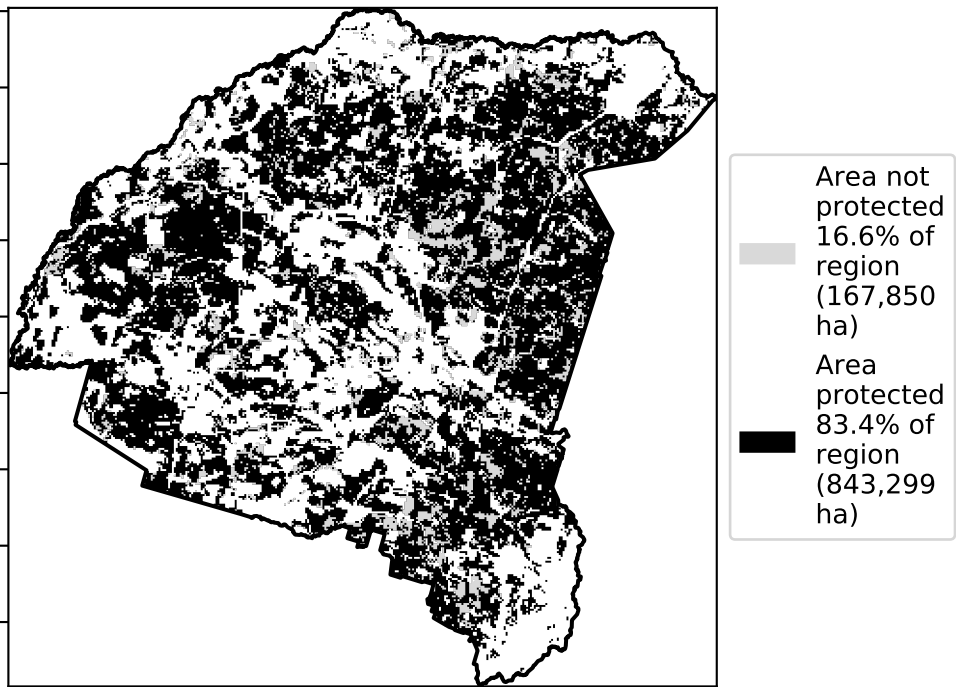 Area not
protected
16.6% of
region
(167,850
ha)
Area
protected
83.4% of
region
(843,299
ha)